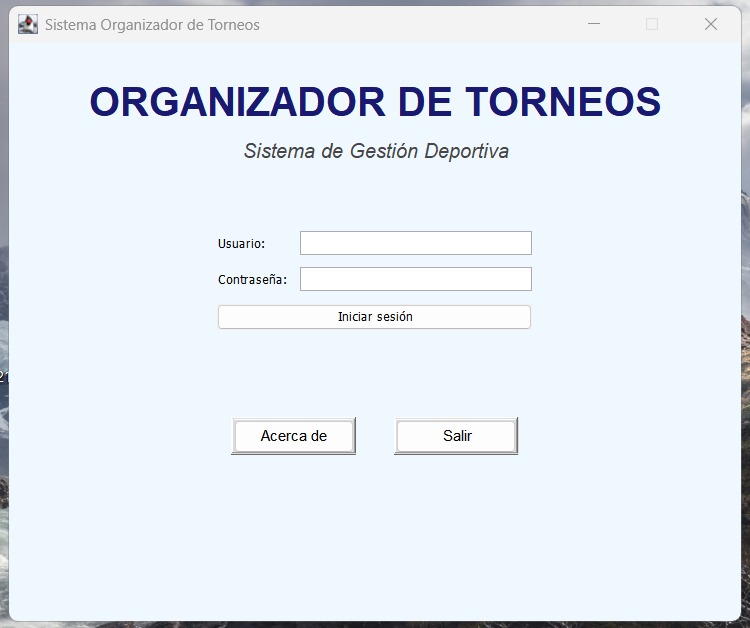 Sistema Organizador de Torneos
ORGANIZADOR DE TORNEOS
Sistema de Gestión Deportiva
Usuario:
Contraseña:
Iniciar sesión
Acerca de
Salir